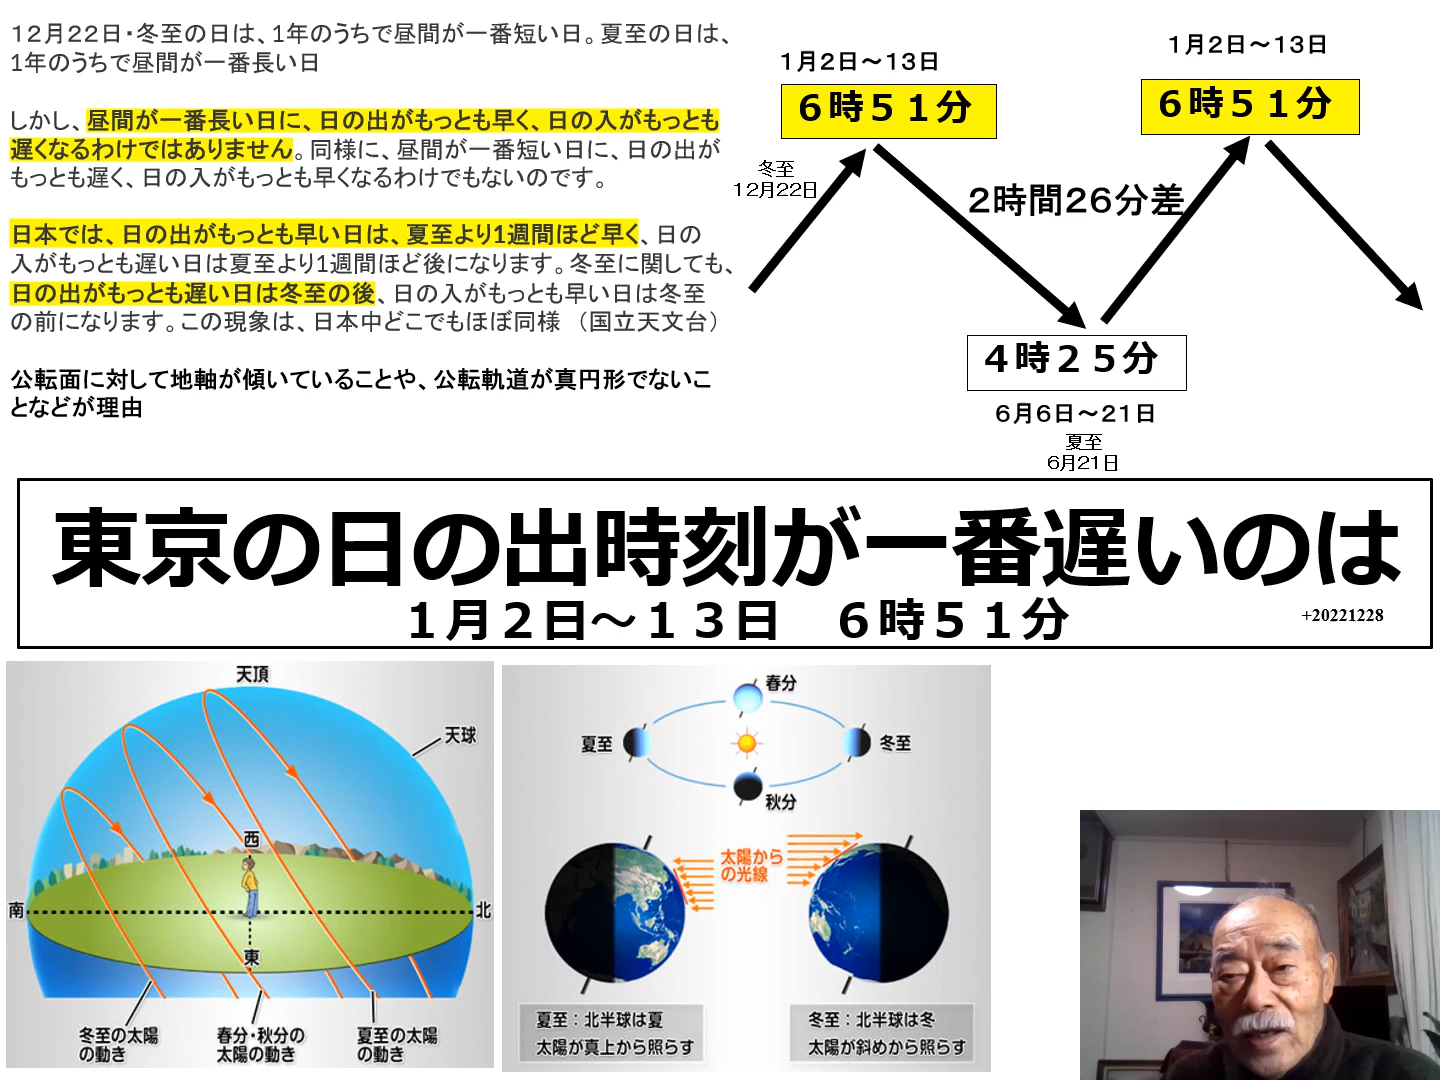 12月22日・冬至の日は、1年のうちで昼間が一番短い日。夏至の日は、
1年のうちで昼間が一番長い日
しかし、昼間が一番長い日に、日の出がもっとも早く、日の入がもっとも
遅くなるわけではありません。同様に、昼間が一番短い日に、日の出が
もっとも遅く、日の入がもっとも早くなるわけでもないのです。
日本では、日の出がもっとも早い日は、夏至より1週間ほど早く、日の
入がもっとも遅い日は夏至より1週間ほど後になります。冬至に関しても、
日の出がもっとも遅い日は冬至の後、日の入がもっとも早い日は冬至
の前になります。この現象は、日本中どこでもほぼ同様 （国立天文台）
公転面に対して地軸が傾いていることや、公転軌道が真円形でないこ
となどが理由
1月2日～13日
６時５１分
1月2日～13日
６時５１分
冬至
12月22日
2時間26分差
４時２５分
6月6日～21日
夏至
6月21日
東京の日の出時刻が一番遅いのは
１月２日～１３日　６時５１分
+20221228
天頂
天球
西
南
北
東
冬至の太陽
の動き
春分・秋分の
太陽の動き
夏至の太陽
の動き
春分
夏至
冬至
秋分
太陽から
の光線
夏至：北半球は夏
太陽が真上から照らす
冬至：北半球は冬
太陽が斜めから照らす